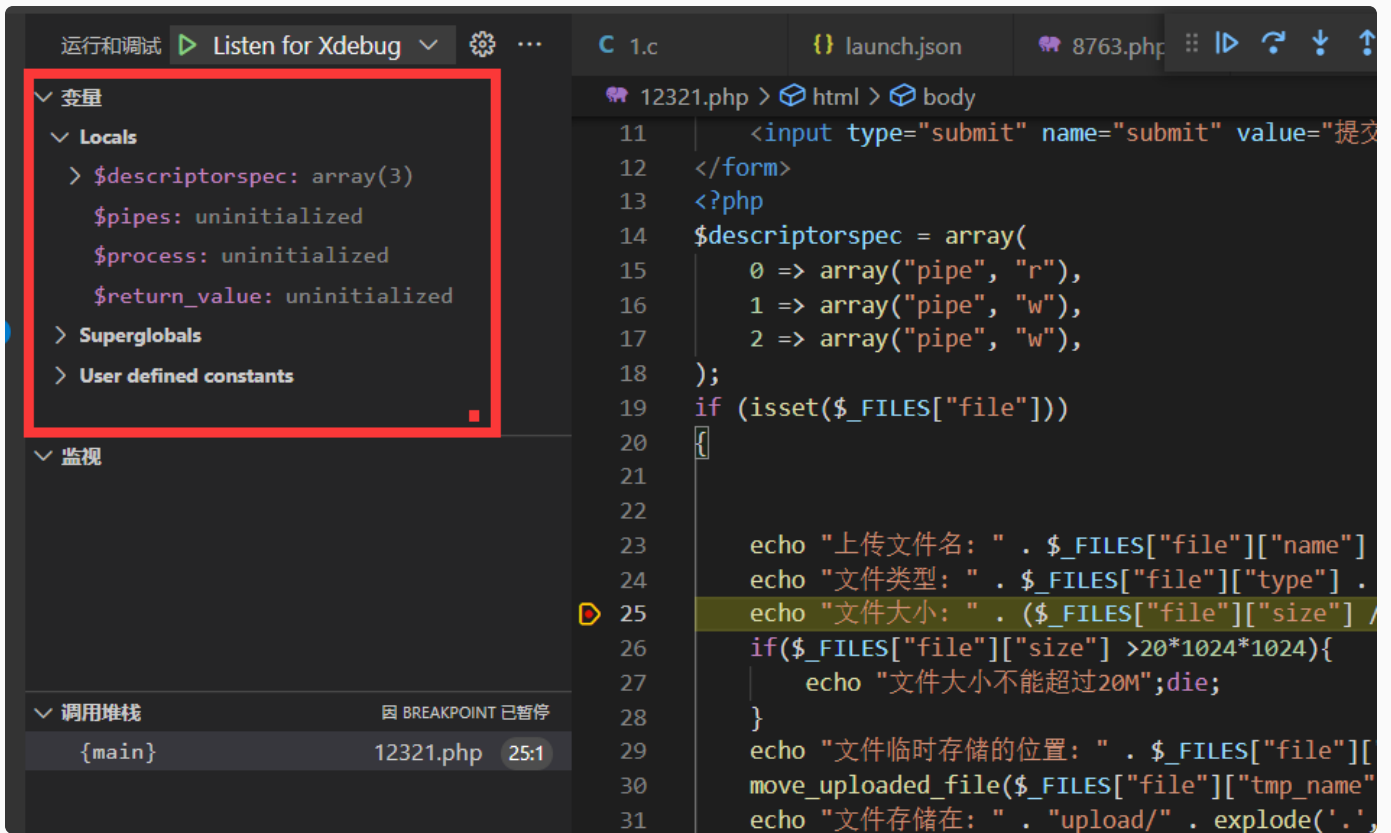 运行和调试 Listen for Xdebug
变量
Locals
$descriptorspec: array(3)
$pipes: uninitialized
$process: uninitialized
$return_value: uninitialized
Superglobals
User defined constants
监视
调用堆栈 因 BREAKPOINT 已暂停
{main} 12321.php 25:1
C 1.c {} launch.json 8763.php
12321.php > html > body
11 <input type="submit" name="submit" value="提交
12 </form>
13 <?php
14 $descriptorspec = array(
15 0 => array("pipe", "r"),
16 1 => array("pipe", "w"),
17 2 => array("pipe", "w"),
18 );
19 if (isset($_FILES["file"]))
20 {
21
22
23 echo "上传文件名: " . $_FILES["file"]["name"]
24 echo "文件类型: " . $_FILES["file"]["type"] .
25 echo "文件大小: " . ($_FILES["file"]["size"] /
26 if($_FILES["file"]["size"] >20*1024*1024){
27 echo "文件大小不能超过20M";die;
28 }
29 echo "文件临时存储的位置: " . $_FILES["file"]["
30 move_uploaded_file($_FILES["file"]["tmp_name"
31 echo "文件存储在: " . "upload/" . explode('.',